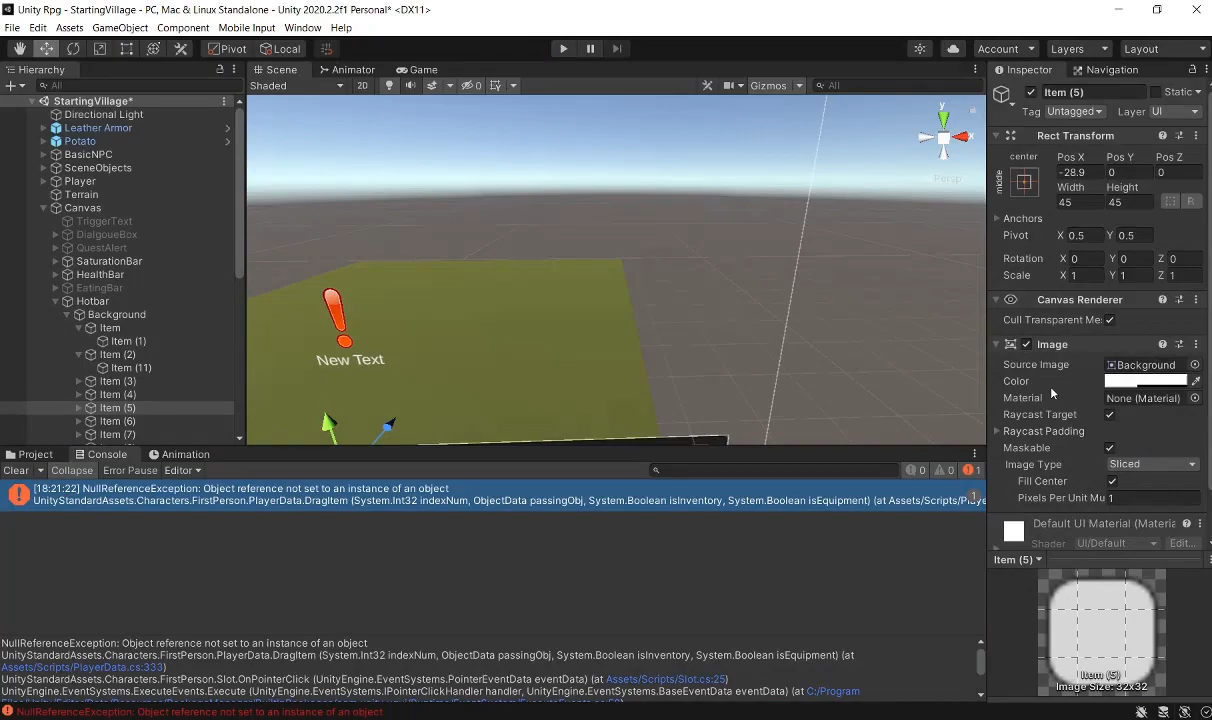 Unity Rpg - StartingVillage - PC, Mac & Linux Standalone - Unity 2020.2.2f1 Personal* <DX11>
File Edit Assets GameObject Component Mobile Input Window Help
Pivot Local Account Layers Layout
Hierarchy
All
StartingVillage*
Directional Light
Leather Armor
Potato
BasicNPC
SceneObjects
Player
Terrain
Canvas
TriggerText
DialgoueBox
QuestAlert
SaturationBar
HealthBar
EatingBar
Hotbar
Background
Item
Item (1)
Item (2)
Item (11)
Item (3)
Item (4)
Item (5)
Item (6)
Item (7)
Scene Animator Game
Shaded 2D 0 Gizmos All
y
x
Persp
New Text
Inspector Navigation
Item (5) Static
Tag Untagged Layer UI
Rect Transform
center Pos X Pos Y Pos Z
middle -28.9 0 0
Width Height
45 45 R
Anchors
Pivot X 0.5 Y 0.5
Rotation X 0 Y 0 Z 0
Scale X 1 Y 1 Z 1
Canvas Renderer
Cull Transparent Me
Image
Source Image Background
Color
Material None (Material)
Raycast Target
Raycast Padding
Maskable
Image Type Sliced
Fill Center
Pixels Per Unit Mu 1
Default UI Material (Materia
Shader UI/Default Edit...
Item (5)
Item (5)
Image Size: 32x32
Project Console Animation
Clear Collapse Error Pause Editor 0 0 1
[18:21:22] NullReferenceException: Object reference not set to an instance of an object
UnityStandardAssets.Characters.FirstPerson.PlayerData.DragItem (System.Int32 indexNum, ObjectData passingObj, System.Boolean isInventory, System.Boolean isEquipment) (at Assets/Scripts/Playe
1
NullReferenceException: Object reference not set to an instance of an object
UnityStandardAssets.Characters.FirstPerson.PlayerData.DragItem (System.Int32 indexNum, ObjectData passingObj, System.Boolean isInventory, System.Boolean isEquipment) (at
Assets/Scripts/PlayerData.cs:333)
UnityStandardAssets.Characters.FirstPerson.Slot.OnPointerClick (UnityEngine.EventSystems.PointerEventData eventData) (at Assets/Scripts/Slot.cs:25)
UnityEngine.EventSystems.ExecuteEvents.Execute (UnityEngine.EventSystems.IPointerClickHandler handler, UnityEngine.EventSystems.BaseEventData eventData) (at C:/Program
NullReferenceException: Object reference not set to an instance of an object